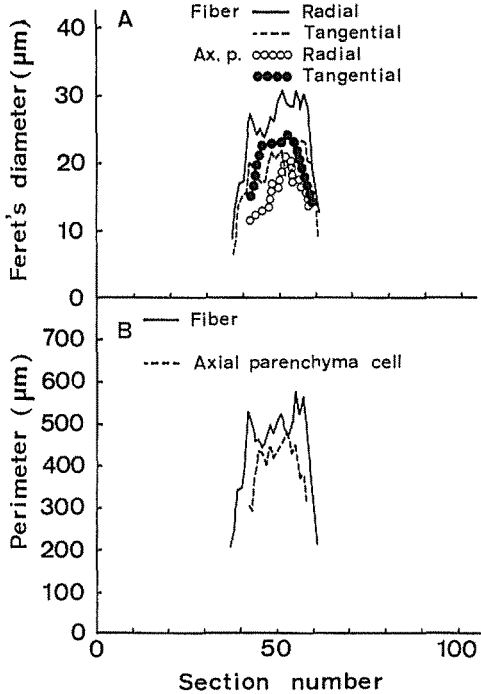 A
Fiber — Radial
---- Tangential
Ax. p. ooooo Radial
●●●● Tangential
40
30
20
10
0
Feret's diameter (μm)
B
— Fiber
---- Axial parenchyma cell
700
600
500
400
300
200
100
0
Perimeter (μm)
0 50 100
Section number